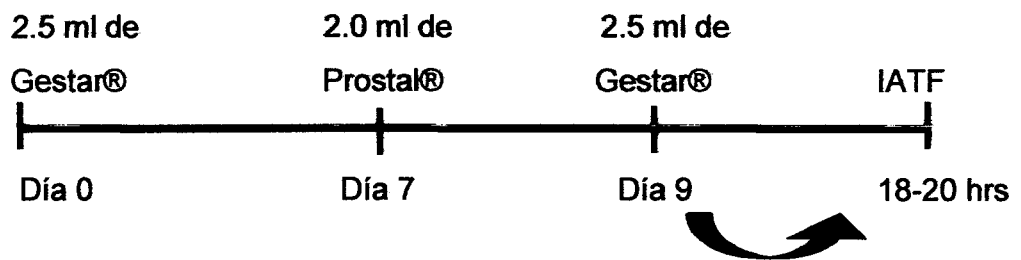 2.5 ml de 2.0 ml de 2.5 ml de
Gestar® Prostal® Gestar® IATF
Día 0 Día 7 Día 9 18-20 hrs